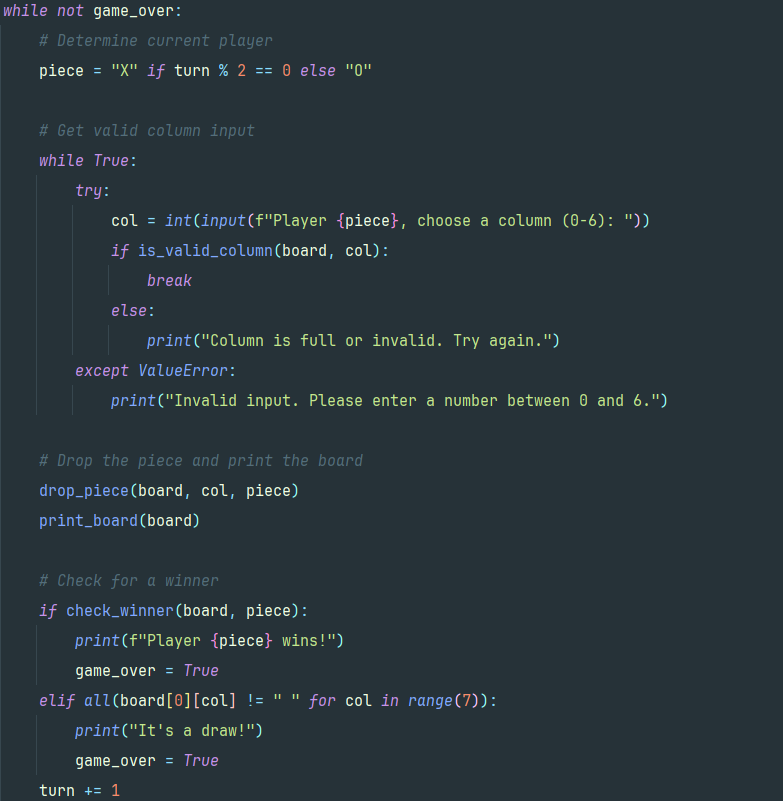 while not game_over:
    # Determine current player
    piece = "X" if turn % 2 == 0 else "O"

    # Get valid column input
    while True:
        try:
            col = int(input(f"Player {piece}, choose a column (0-6): "))
            if is_valid_column(board, col):
                break
            else:
                print("Column is full or invalid. Try again.")
        except ValueError:
            print("Invalid input. Please enter a number between 0 and 6.")

    # Drop the piece and print the board
    drop_piece(board, col, piece)
    print_board(board)

    # Check for a winner
    if check_winner(board, piece):
        print(f"Player {piece} wins!")
        game_over = True
    elif all(board[0][col] != " " for col in range(7)):
        print("It's a draw!")
        game_over = True
    turn += 1